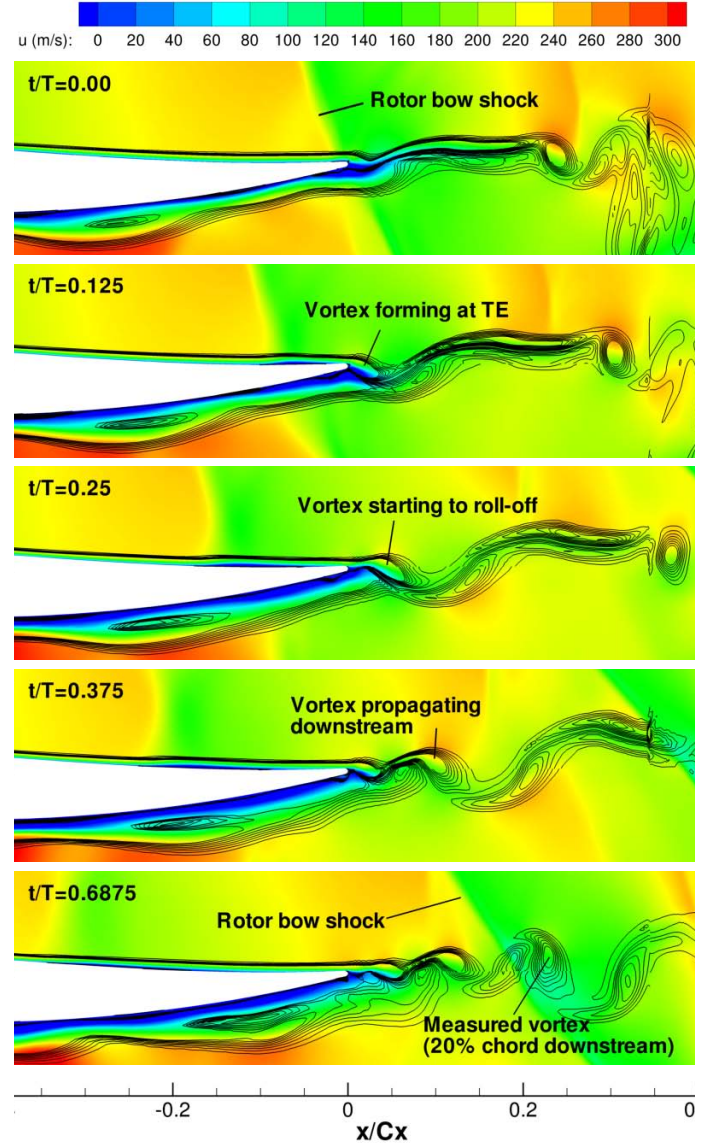 u (m/s): 0 20 40 60 80 100 120 140 160 180 200 220 240 260 280 300
t/T=0.00
Rotor bow shock
t/T=0.125
Vortex forming at TE
t/T=0.25
Vortex starting to roll-off
t/T=0.375
Vortex propagating
downstream
t/T=0.6875
Rotor bow shock
Measured vortex
(20% chord downstream)
-0.2 0 0.2 0
x/Cx